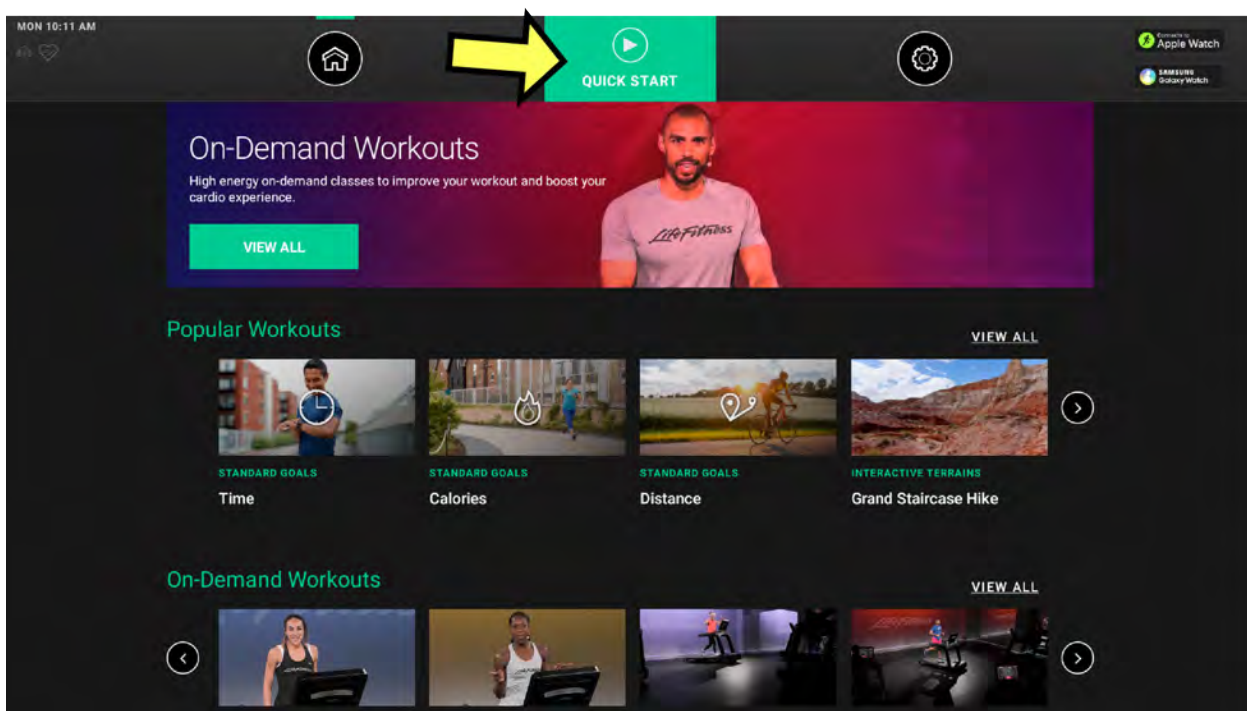 MON 10:11 AM
QUICK START
Connects to
Apple Watch
SAMSUNG
Galaxy Watch
On-Demand Workouts
High energy on-demand classes to improve your workout and boost your
cardio experience.
LifeFitness
VIEW ALL
Popular Workouts
VIEW ALL
STANDARD GOALS
STANDARD GOALS
STANDARD GOALS
INTERACTIVE TERRAINS
Time
Calories
Distance
Grand Staircase Hike
On-Demand Workouts
VIEW ALL